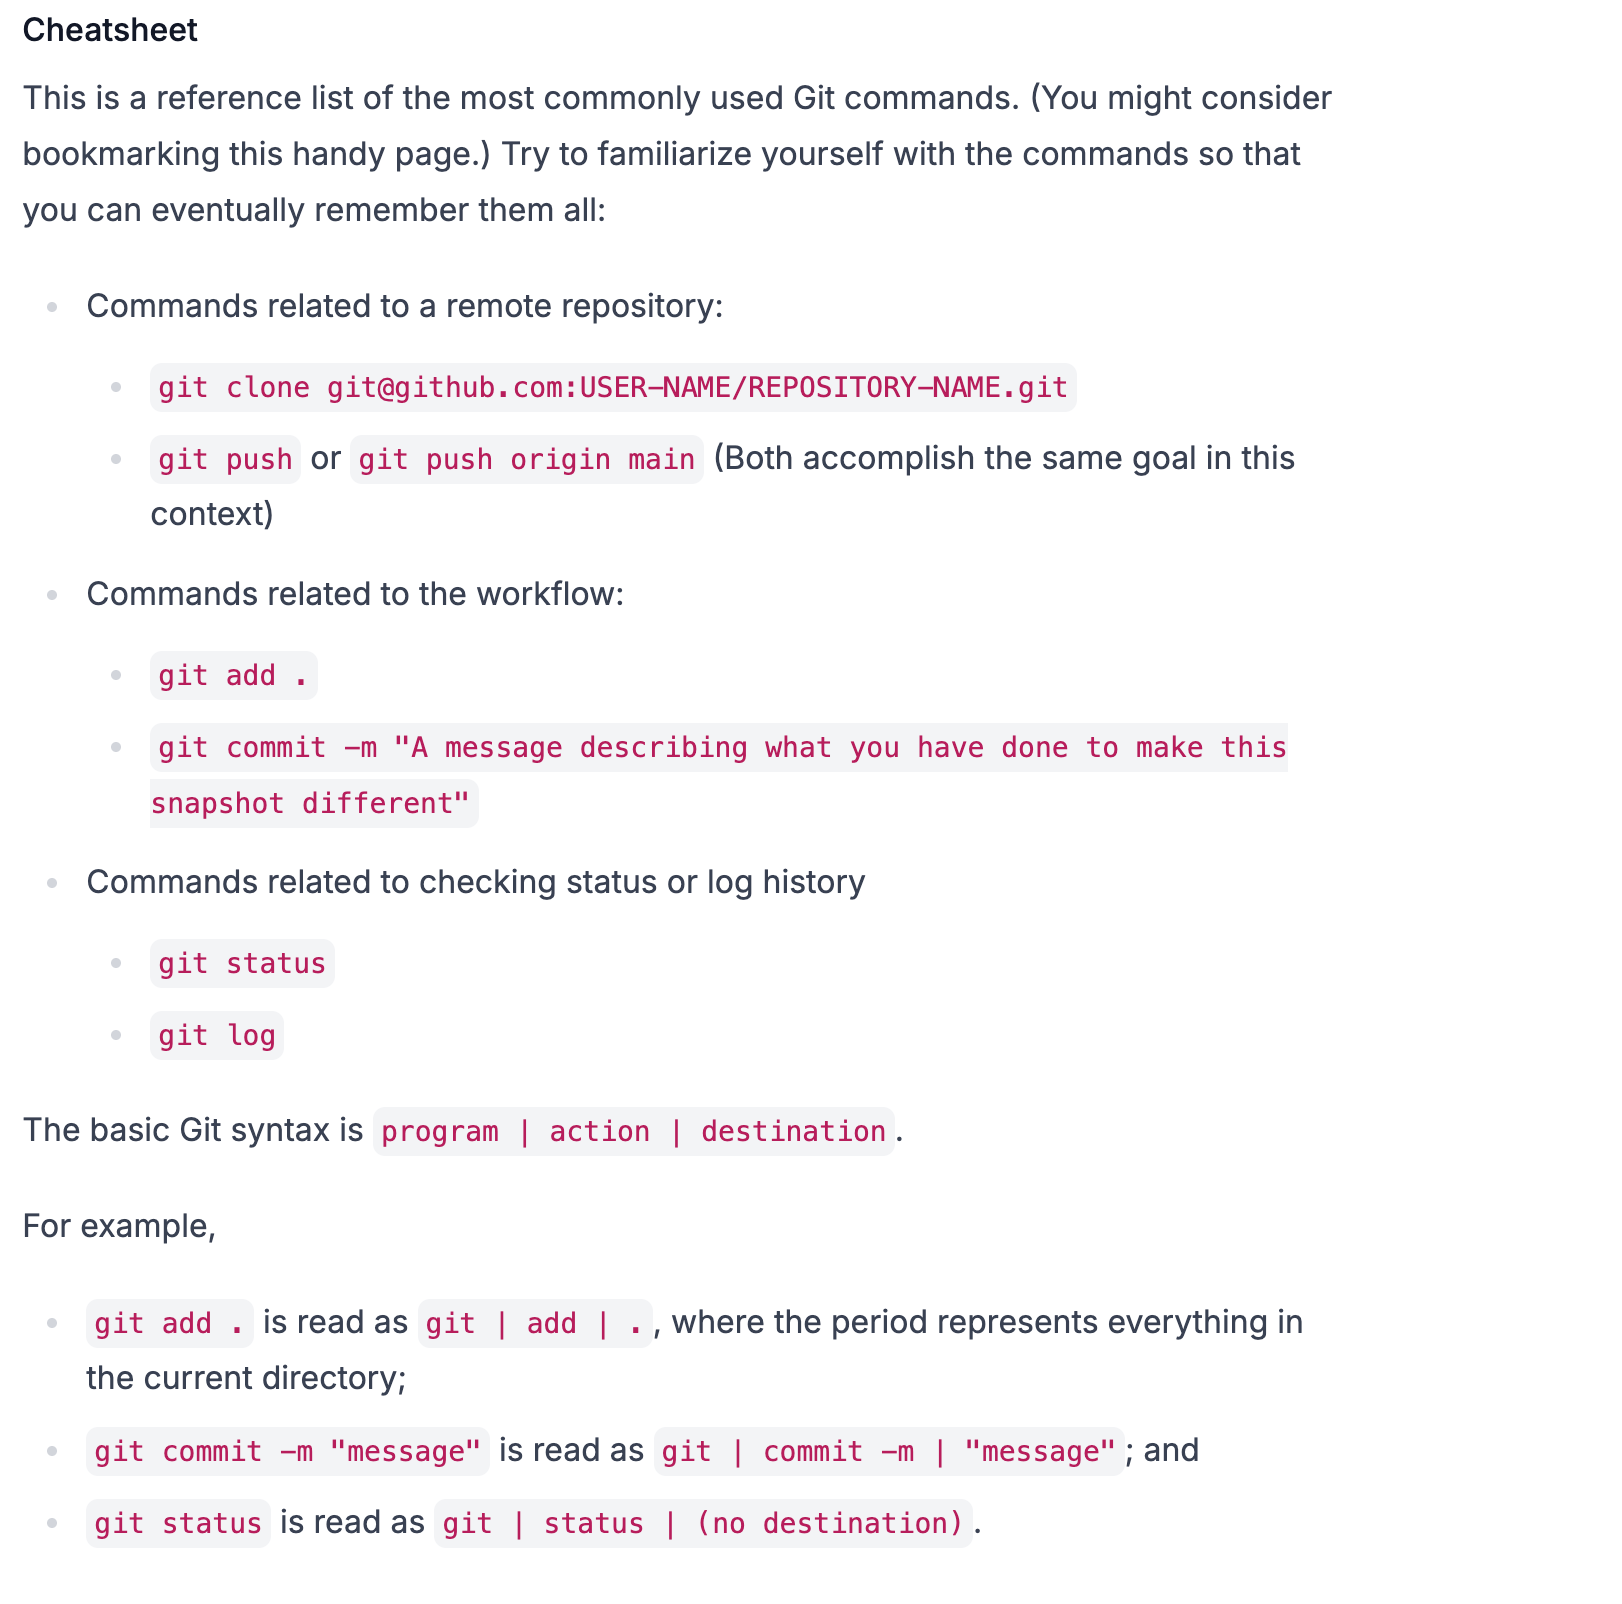 Cheatsheet
This is a reference list of the most commonly used Git commands. (You might consider
bookmarking this handy page.) Try to familiarize yourself with the commands so that
you can eventually remember them all:
Commands related to a remote repository:
git clone git@github.com:USER-NAME/REPOSITORY-NAME.git
git push or git push origin main (Both accomplish the same goal in this
context)
Commands related to the workflow:
git add .
git commit -m "A message describing what you have done to make this
snapshot different"
Commands related to checking status or log history
git status
git log
The basic Git syntax is program | action | destination.
For example,
git add . is read as git | add | ., where the period represents everything in
the current directory;
git commit -m "message" is read as git | commit -m | "message"; and
git status is read as git | status | (no destination).